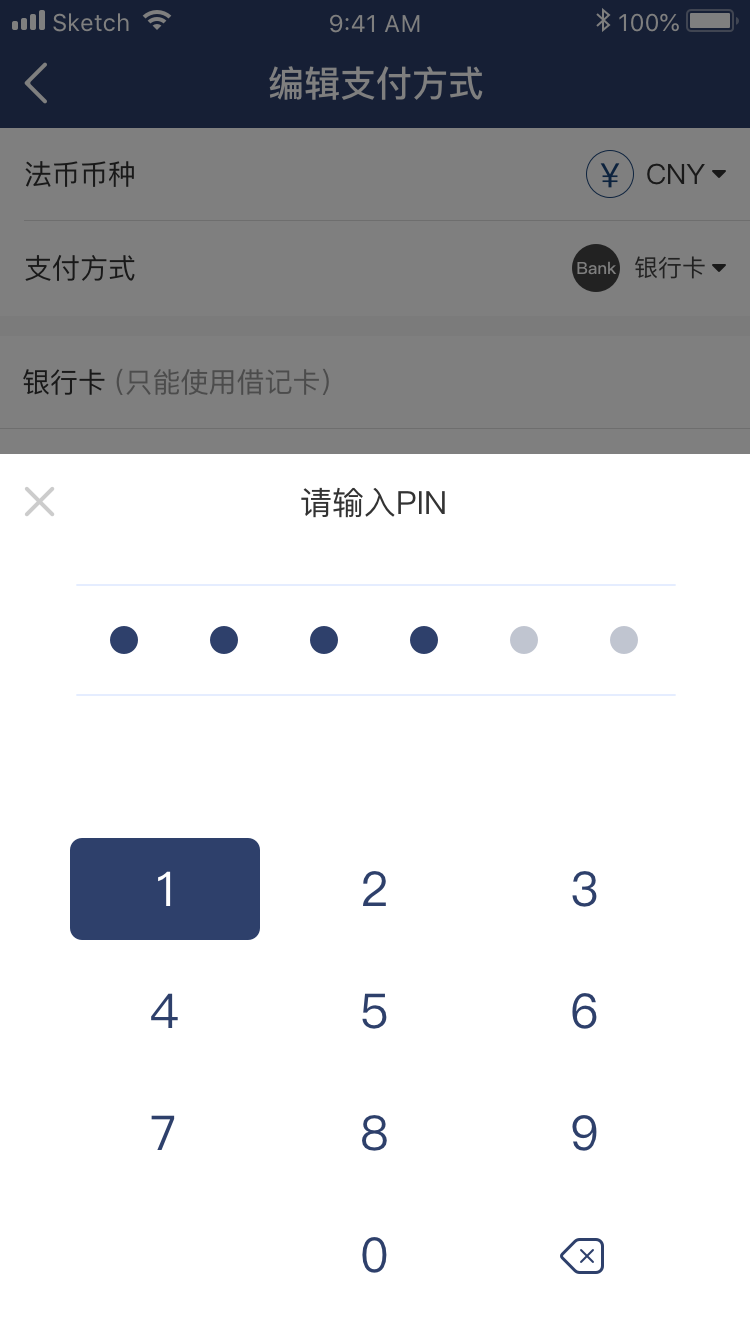 Sketch 9:41 AM 100%
编辑支付方式
法币币种 ¥ CNY
支付方式 Bank 银行卡
银行卡 (只能使用借记卡)
请输入PIN
1 2 3
4 5 6
7 8 9
0